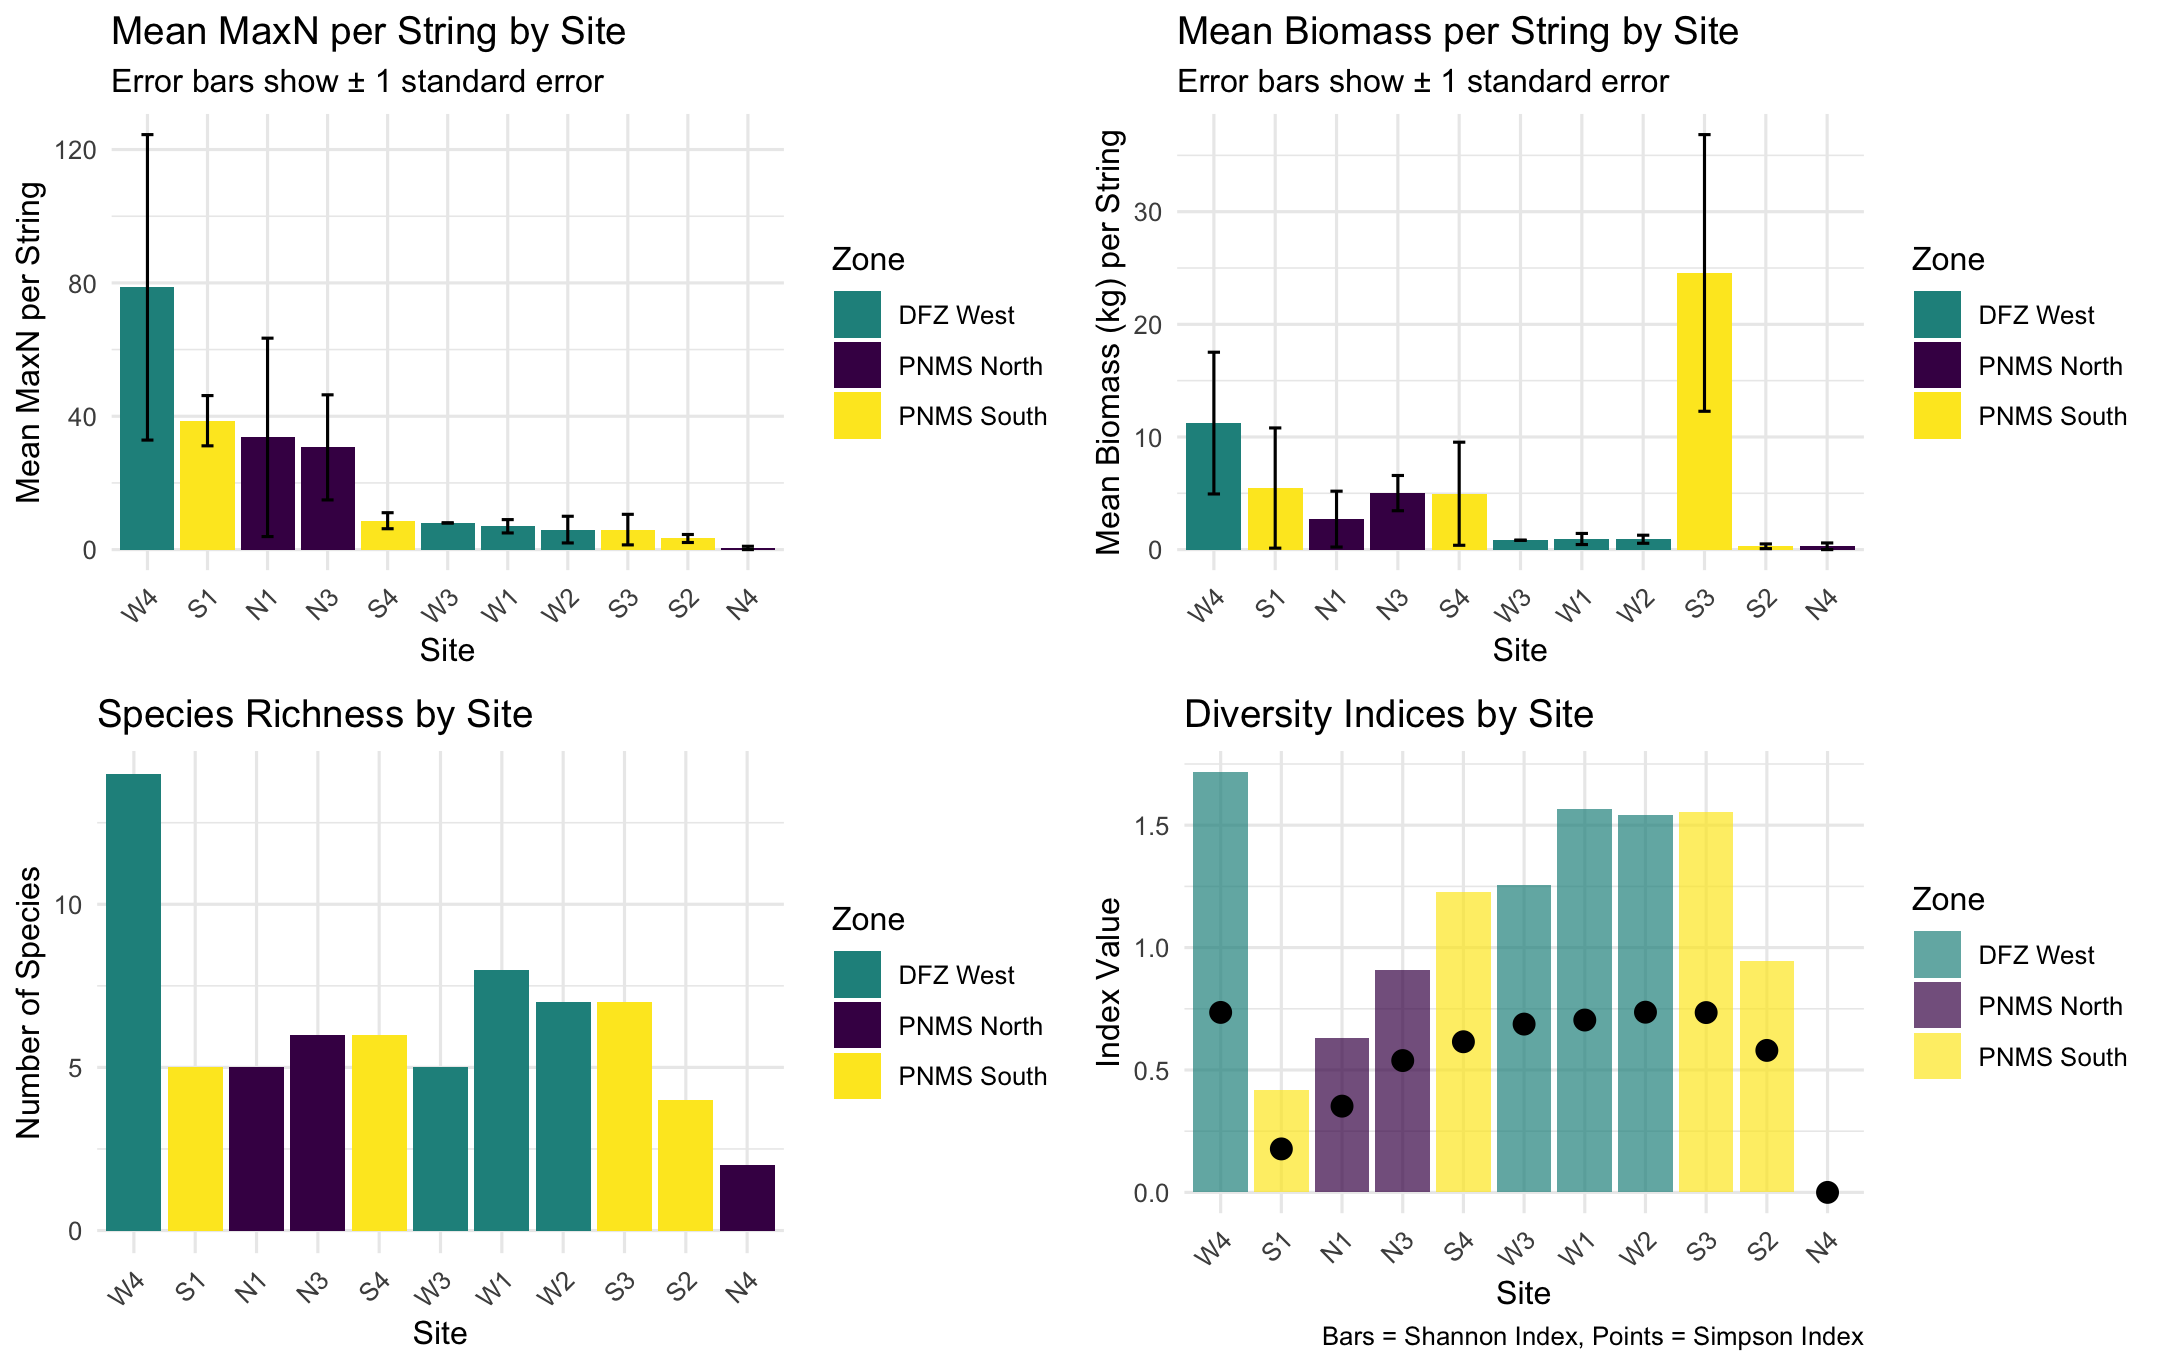 Mean MaxN per String by Site
Error bars show ± 1 standard error
Mean MaxN per String
120
80
40
0
W4 S1 N1 N3 S4 W3 W1 W2 S3 S2 N4
Site
Zone
DFZ West
PNMS North
PNMS South
Mean Biomass per String by Site
Error bars show ± 1 standard error
Mean Biomass (kg) per String
30
20
10
0
W4 S1 N1 N3 S4 W3 W1 W2 S3 S2 N4
Site
Zone
DFZ West
PNMS North
PNMS South
Species Richness by Site
Number of Species
10
5
0
W4 S1 N1 N3 S4 W3 W1 W2 S3 S2 N4
Site
Zone
DFZ West
PNMS North
PNMS South
Diversity Indices by Site
Index Value
1.5
1.0
0.5
0.0
W4 S1 N1 N3 S4 W3 W1 W2 S3 S2 N4
Site
Zone
DFZ West
PNMS North
PNMS South
Bars = Shannon Index, Points = Simpson Index